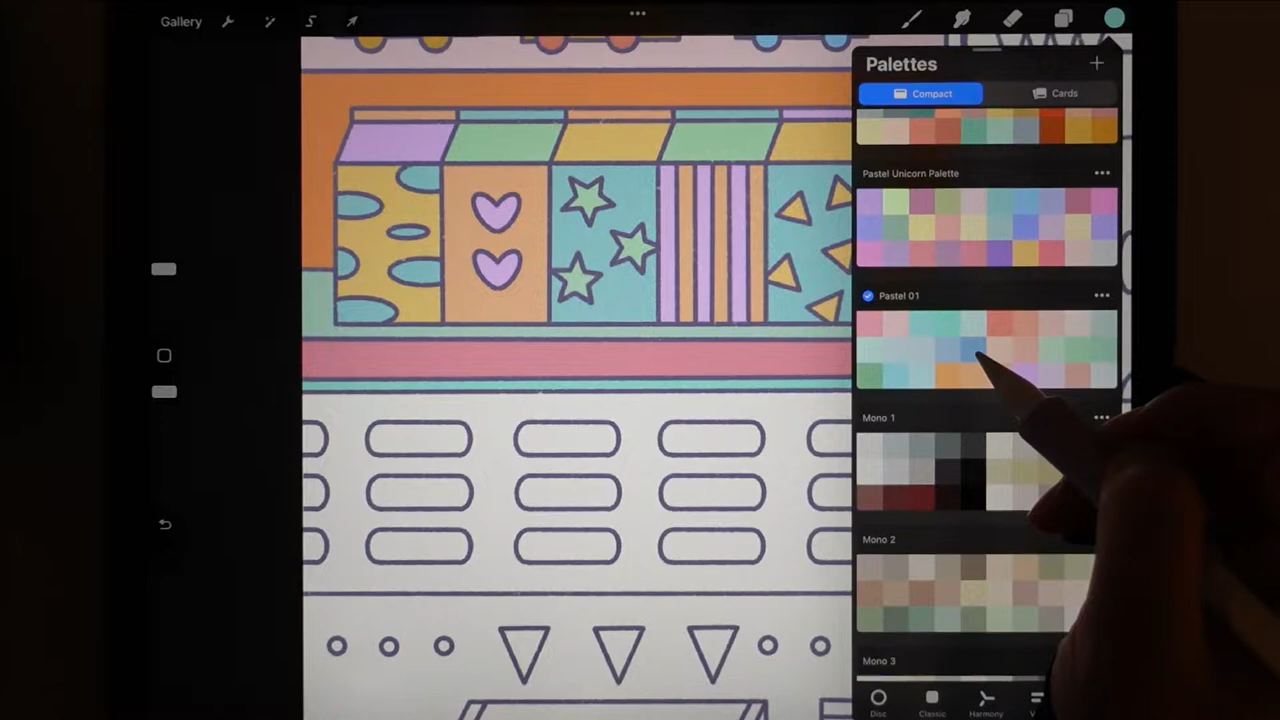 Gallery
Palettes
Compact
Cards
Pastel Unicorn Palette
Pastel 01
Mono 1
Mono 2
Mono 3
Disc
Classic
Harmony
V